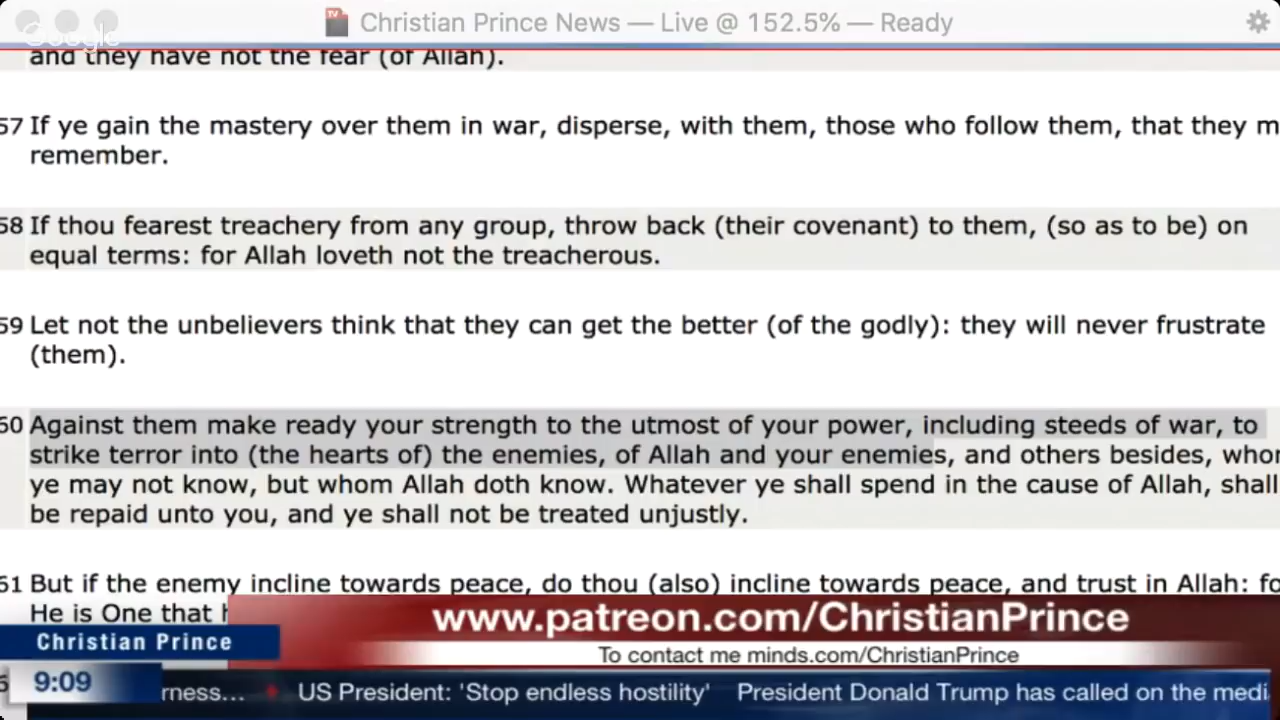 Christian Prince News — Live @ 152.5% — Ready
Google
and they have not the fear (of Allah).
57 If ye gain the mastery over them in war, disperse, with them, those who follow them, that they m
remember.
58 If thou fearest treachery from any group, throw back (their covenant) to them, (so as to be) on
equal terms: for Allah loveth not the treacherous.
59 Let not the unbelievers think that they can get the better (of the godly): they will never frustrate
(them).
60 Against them make ready your strength to the utmost of your power, including steeds of war, to
strike terror into (the hearts of) the enemies, of Allah and your enemies, and others besides, whom
ye may not know, but whom Allah doth know. Whatever ye shall spend in the cause of Allah, shall
be repaid unto you, and ye shall not be treated unjustly.
61 But if the enemy incline towards peace, do thou (also) incline towards peace, and trust in Allah: fo
He is One that h
www.patreon.com/ChristianPrince
Christian Prince
To contact me minds.com/ChristianPrince
9:09
rness... US President: 'Stop endless hostility' President Donald Trump has called on the medi